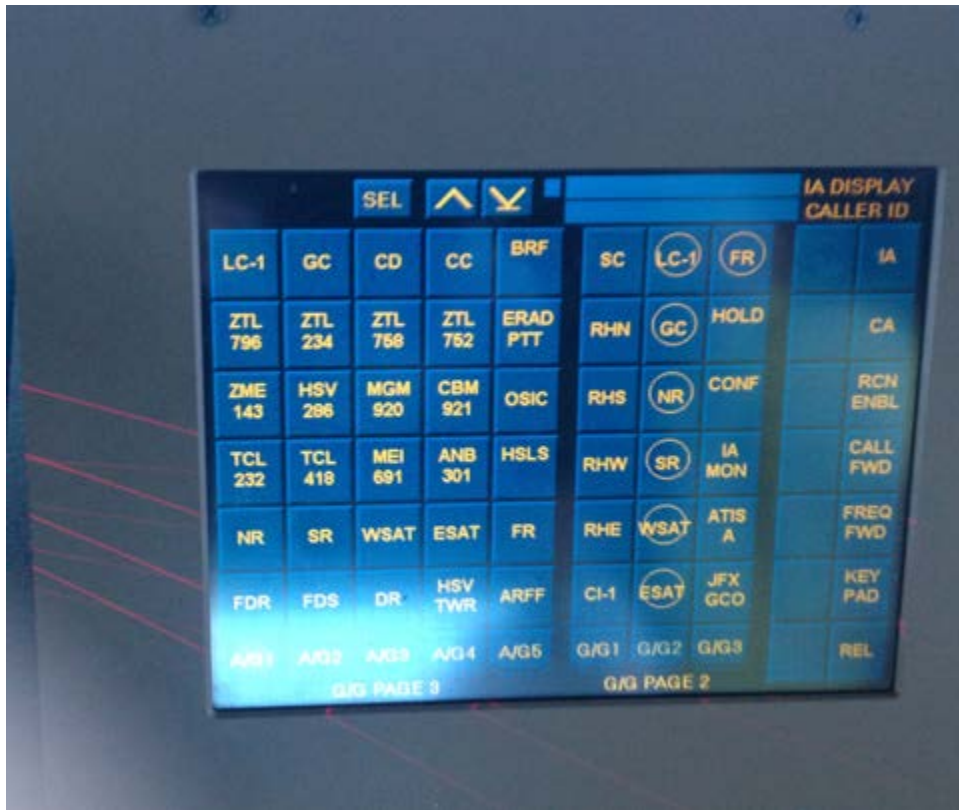 SEL IA DISPLAY
CALLER ID
LC-1 GC CD CC BRF SC LC-1 FR IA
ZTL 796 ZTL 234 ZTL 758 ZTL 752 ERAD PTT RHN GC HOLD CA
ZME 143 HSV 286 MGM 920 CBM 921 OSIC RHS NR CONF RCN ENBL
TCL 232 TCL 418 MEI 691 ANB 301 HSLS RHW SR IA MON CALL FWD
NR SR WSAT ESAT FR RHE WSAT ATIS A FREQ FWD
FDR FDS DR HSV TWR ARFF CI-1 ESAT JFX GCO KEY PAD
A/G1 A/G2 A/G3 A/G4 A/G5 G/G1 G/G2 G/G3 REL
G/G PAGE 3 G/G PAGE 2